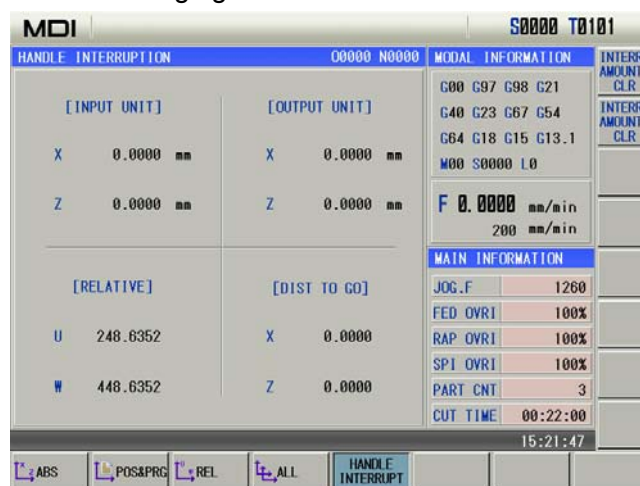 MDI S0000 T0101
HANDLE INTERRUPTION O0000 N0000
[INPUT UNIT] [OUTPUT UNIT]
X 0.0000 mm X 0.0000 mm
Z 0.0000 mm Z 0.0000 mm
[RELATIVE] [DIST TO GO]
U 248.6352 X 0.0000
W 448.6352 Z 0.0000
MODAL INFORMATION
G00 G97 G98 G21
G40 G23 G67 G54
G64 G18 G15 G13.1
M00 S0000 L0
F 0.0000 mm/min
200 mm/min
MAIN INFORMATION
JOG.F 1260
FED OVRI 100%
RAP OVRI 100%
SPI OVRI 100%
PART CNT 3
CUT TIME 00:22:00
15:21:47
INTERR
AMOUNT
CLR
INTERR
AMOUNT
CLR
ABS POS&PRG REL ALL HANDLE
INTERRUPT